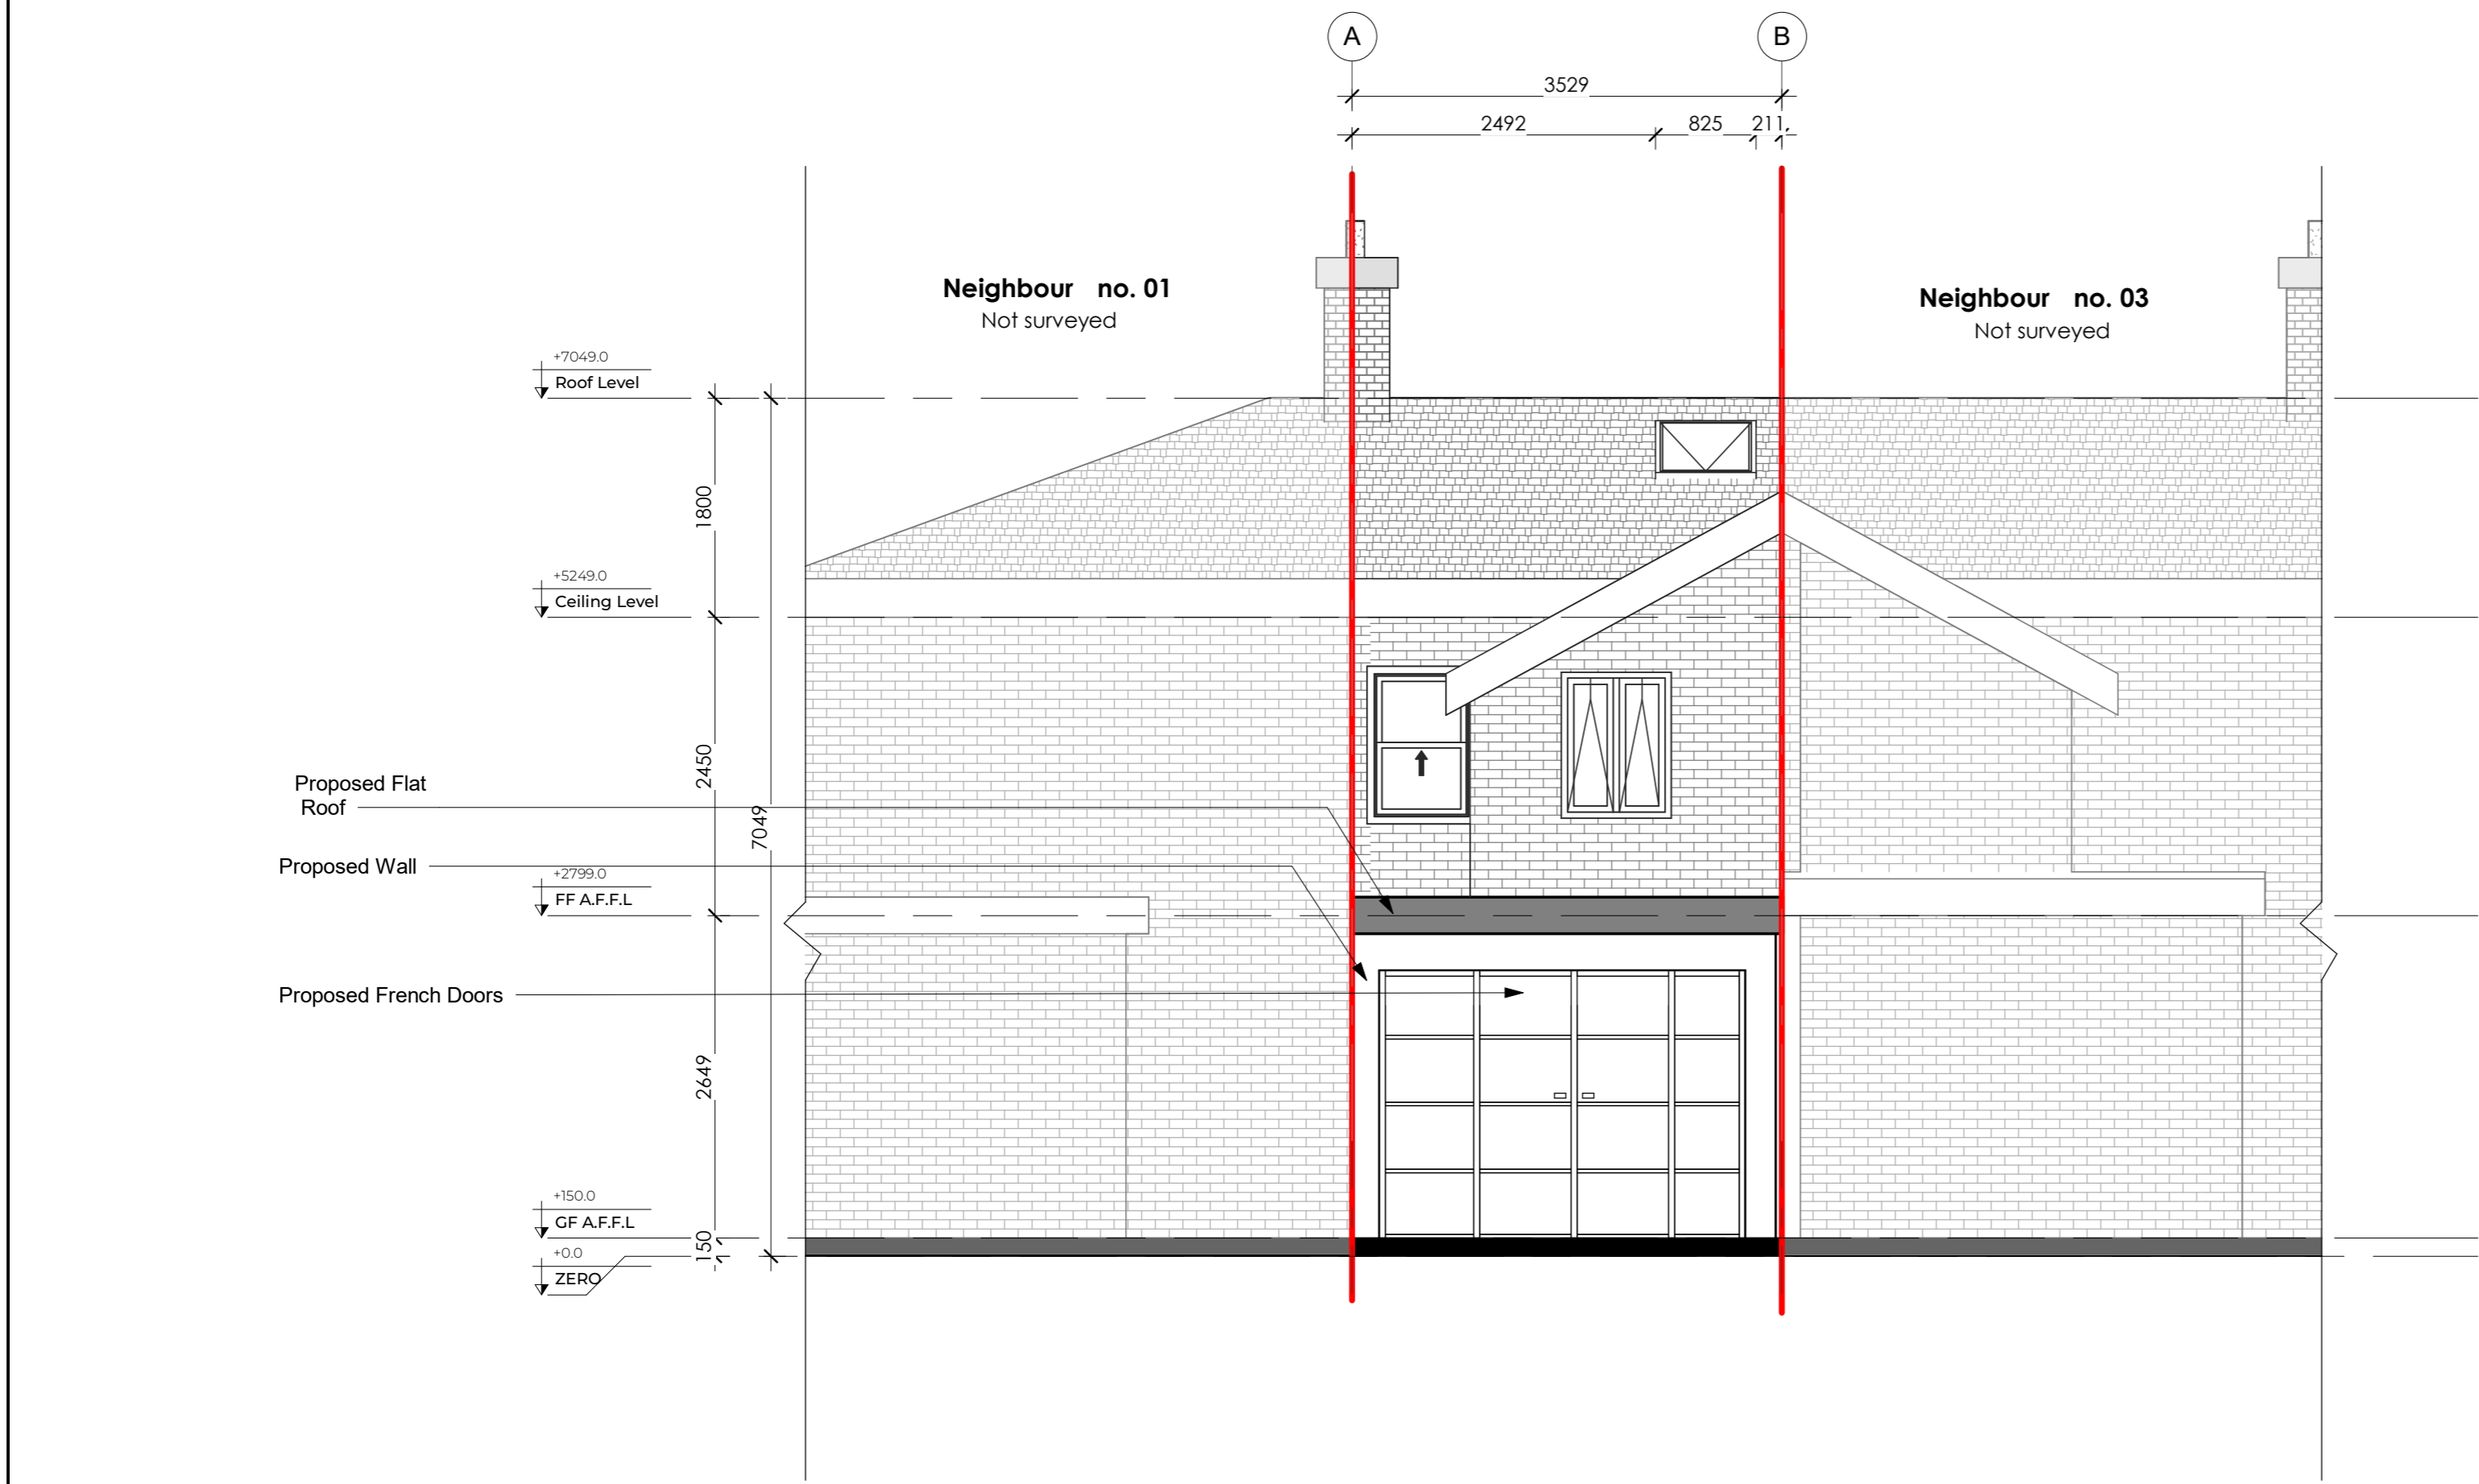 A
B
3529
2492
825
211
Neighbour no. 01
Not surveyed
Neighbour no. 03
Not surveyed
+7049.0
Roof Level
1800
+5249.0
Ceiling Level
2450
7049
Proposed Flat
Roof
Proposed Wall
+2799.0
FF A.F.F.L
Proposed French Doors
2649
+150.0
GF A.F.F.L
150
+0.0
ZERO